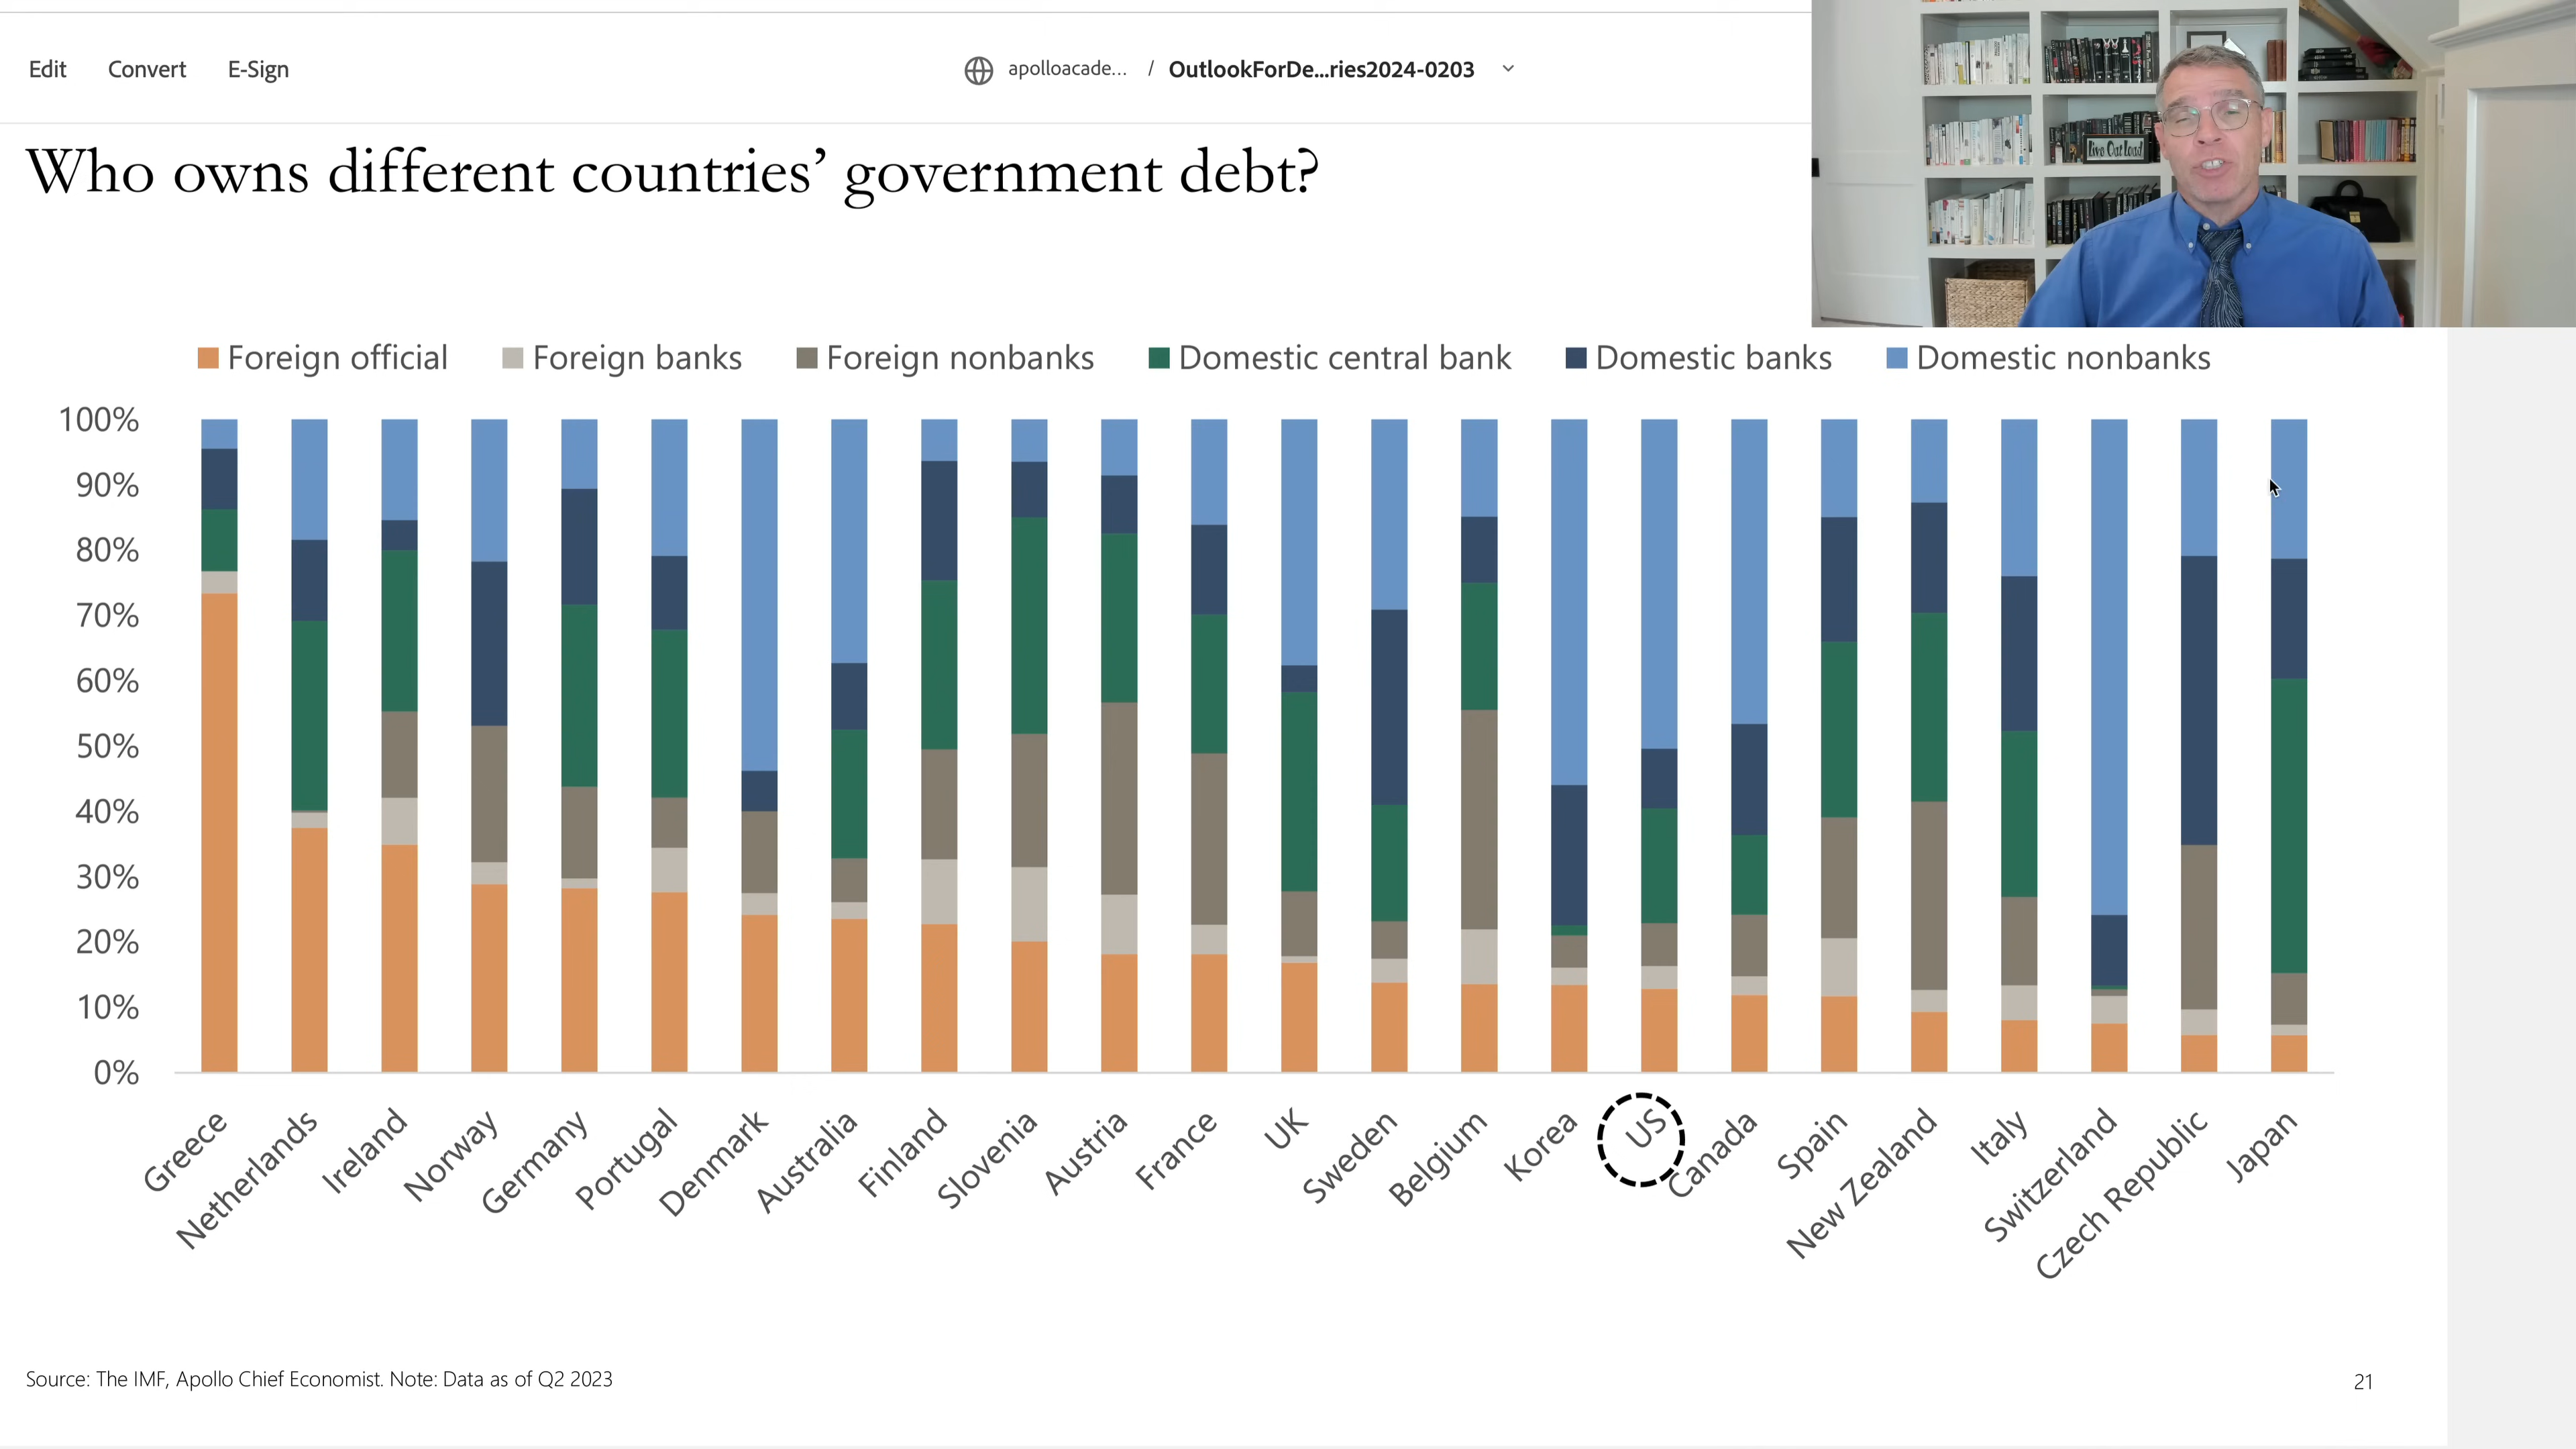 Edit Convert E-Sign
apolloacade... / OutlookForDe...ries2024-0203
Live Out Loud
Who owns different countries’ government debt?
Foreign official Foreign banks Foreign nonbanks Domestic central bank Domestic banks Domestic nonbanks
100%
90%
80%
70%
60%
50%
40%
30%
20%
10%
0%
Greece Netherlands Ireland Norway Germany Portugal Denmark Australia Finland Slovenia Austria France UK Sweden Belgium Korea US Canada Spain New Zealand Italy Switzerland Czech Republic Japan
Source: The IMF, Apollo Chief Economist. Note: Data as of Q2 2023
21